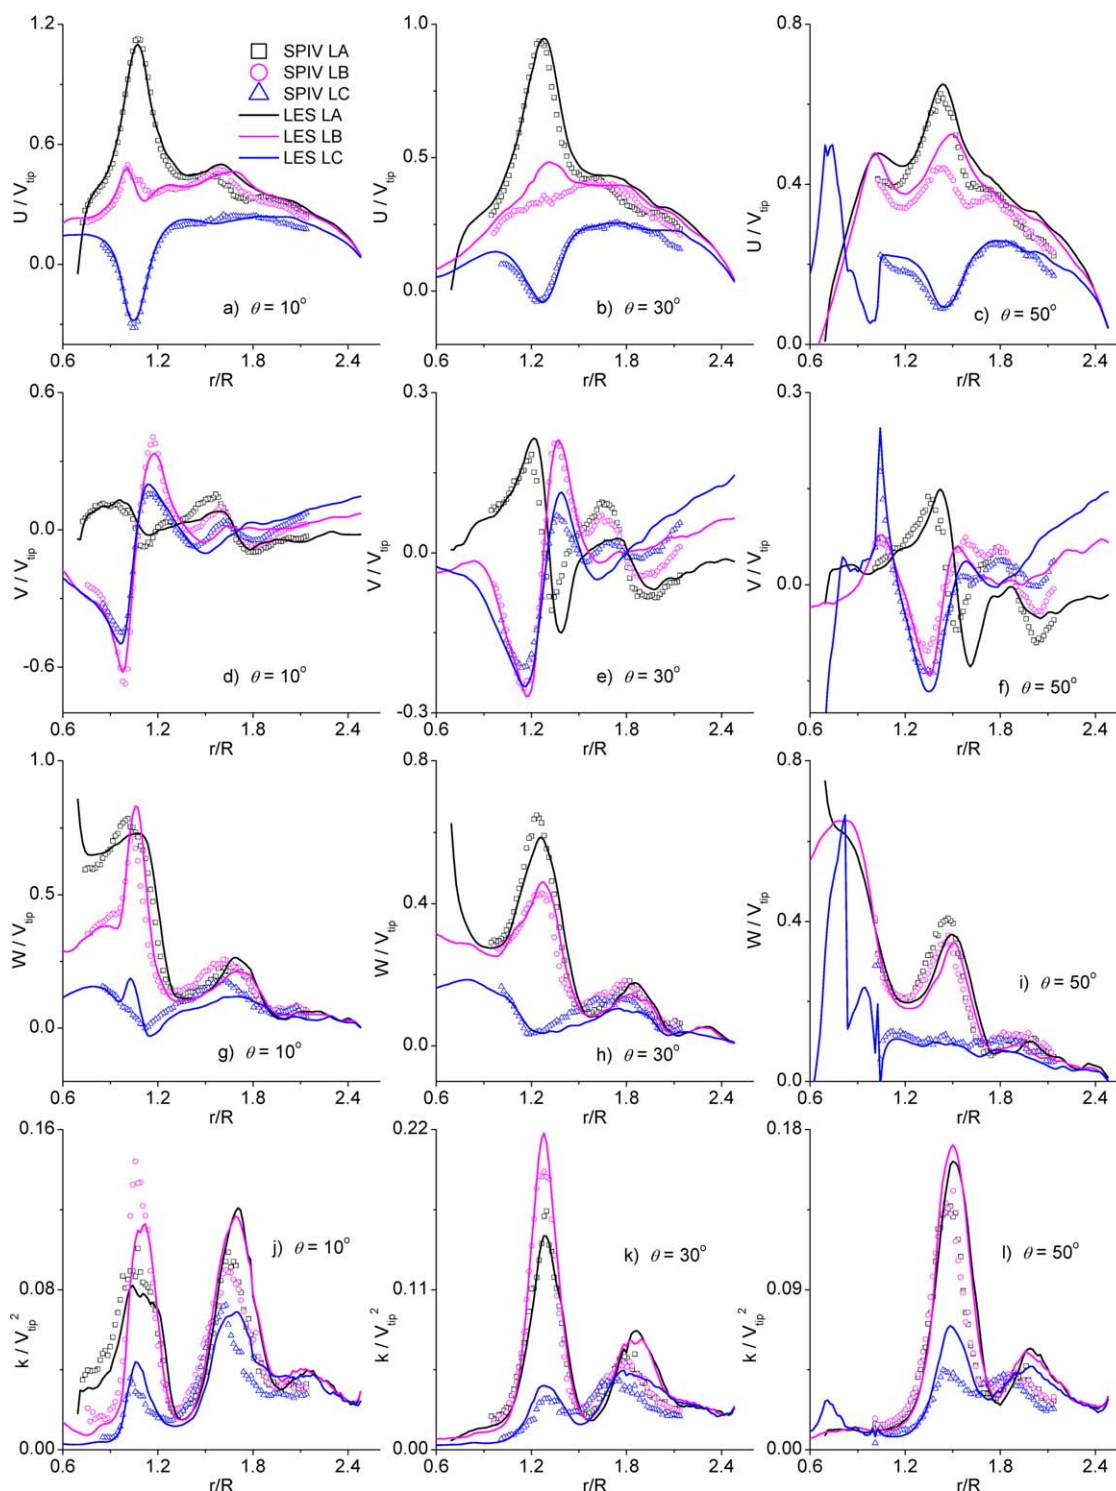 1.2
0.6
0.0
U / V_tip
SPIV LA
SPIV LB
SPIV LC
LES LA
LES LB
LES LC
a) θ = 10°
0.6 1.2 1.8 2.4
r/R
1.0
0.5
0.0
U / V_tip
b) θ = 30°
0.6 1.2 1.8 2.4
r/R
0.8
0.4
0.0
U / V_tip
c) θ = 50°
0.6 1.2 1.8 2.4
r/R
0.6
0.0
-0.6
V / V_tip
d) θ = 10°
0.6 1.2 1.8 2.4
r/R
0.3
0.0
-0.3
V / V_tip
e) θ = 30°
0.6 1.2 1.8 2.4
r/R
0.3
0.0
V / V_tip
f) θ = 50°
0.6 1.2 1.8 2.4
r/R
1.0
0.5
0.0
W / V_tip
g) θ = 10°
0.6 1.2 1.8 2.4
r/R
0.8
0.4
0.0
W / V_tip
h) θ = 30°
0.6 1.2 1.8 2.4
r/R
0.8
0.4
0.0
W / V_tip
i) θ = 50°
0.6 1.2 1.8 2.4
r/R
0.16
0.08
0.00
k / V_tip^2
j) θ = 10°
0.6 1.2 1.8 2.4
r/R
0.22
0.11
0.00
k / V_tip^2
k) θ = 30°
0.6 1.2 1.8 2.4
r/R
0.18
0.09
0.00
k / V_tip^2
l) θ = 50°
0.6 1.2 1.8 2.4
r/R